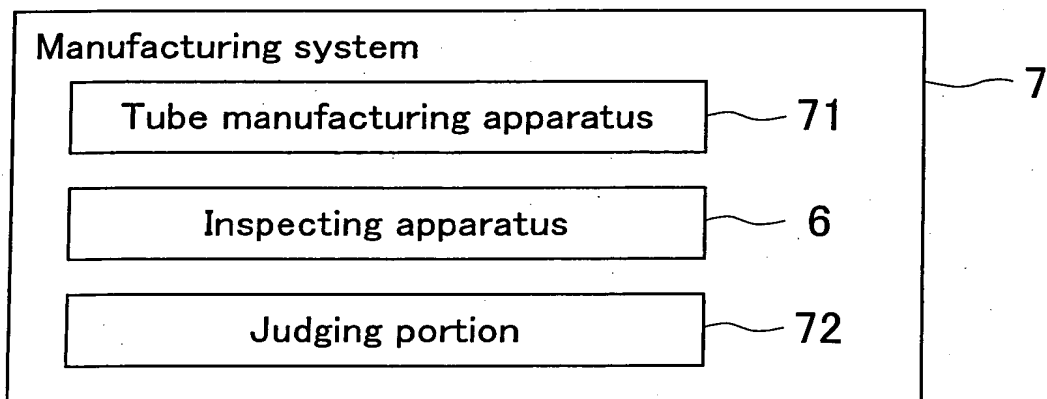 Manufacturing system
7
Tube manufacturing apparatus 71
Inspecting apparatus 6
Judging portion 72